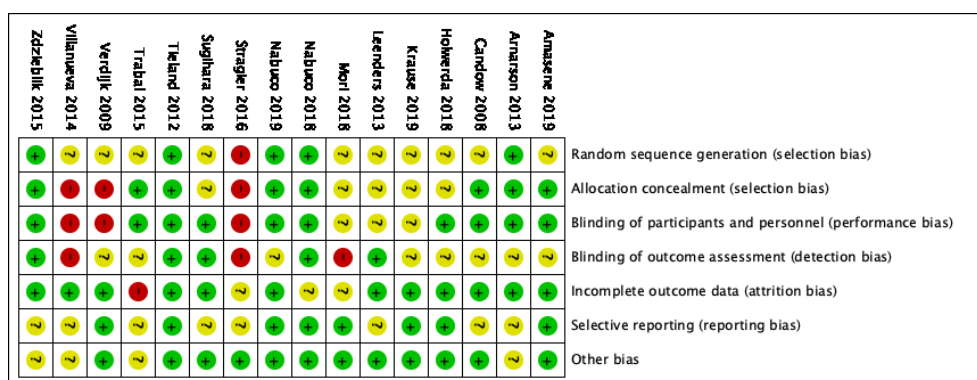 Zdzieblik 2015
Villanueva 2014
Verdijk 2009
Trabal 2015
Tieland 2012
Sugihara 2018
Stragier 2016
Nabuco 2019
Nabuco 2018
Mori 2018
Leenders 2013
Krause 2019
Holwerda 2018
Candow 2008
Arnarson 2013
Amasene 2019
+ ? ? ? + ? - + + ? ? ? ? ? + ? Random sequence generation (selection bias)
+ - - + + ? - + + ? ? ? ? + + + Allocation concealment (selection bias)
+ - - + + + - + + ? ? ? + + + + Blinding of participants and personnel (performance bias)
+ - ? ? + + - ? + - + ? ? ? ? ? Blinding of outcome assessment (detection bias)
+ + + - + + ? + ? ? + + + + + + Incomplete outcome data (attrition bias)
? ? + ? + ? ? + + + ? + + ? ? + Selective reporting (reporting bias)
? ? + ? + + + + + + + + + + ? + Other bias